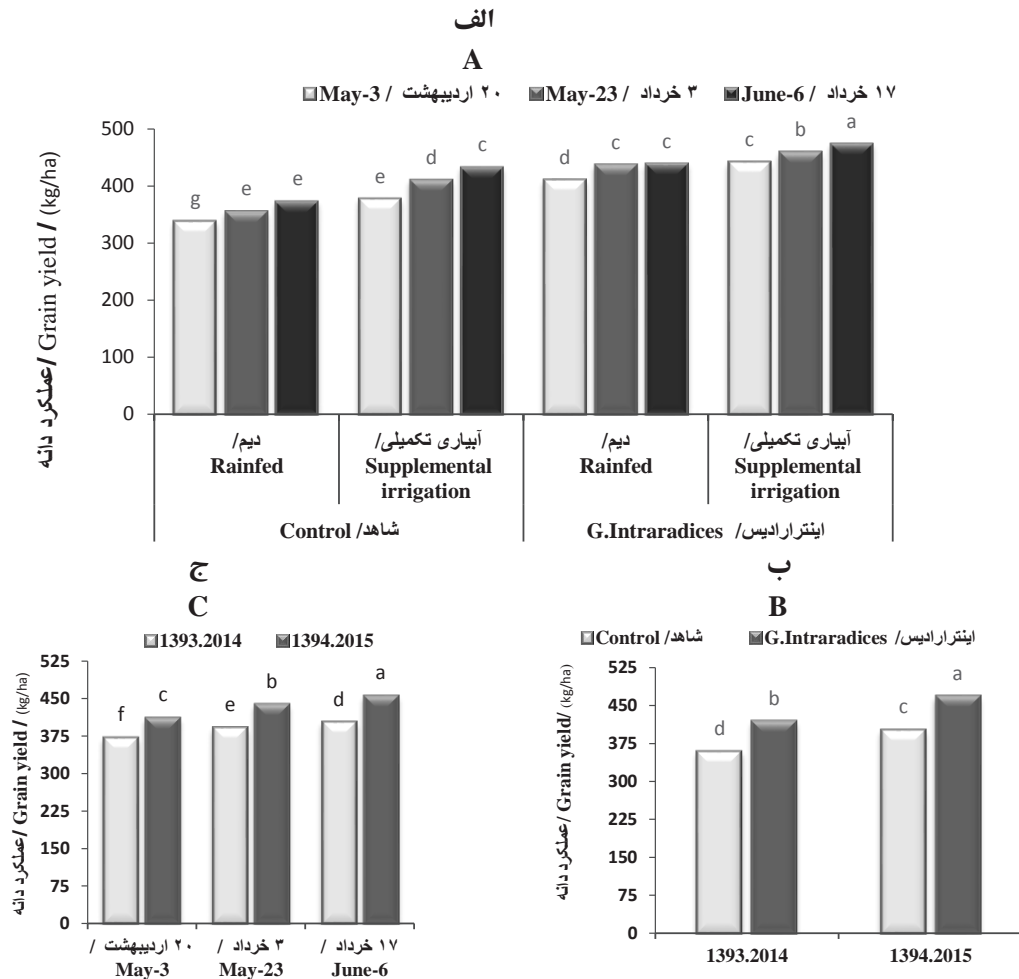 الف
A
May-3 / ۲۰ اردیبهشت
May-23 / ۳ خرداد
June-6 / ۱۷ خرداد
عملکرد دانه/ Grain yield / (kg/ha)
500
400
300
200
100
0
g
e
e
e
d
c
d
c
c
c
b
a
دیم/
Rainfed
آبیاری تکمیلی/
Supplemental
irrigation
دیم/
Rainfed
آبیاری تکمیلی/
Supplemental
irrigation
Control /شاهد
G.Intraradices /اینترارادیس
ج
C
1393.2014
1394.2015
عملکرد دانه/ Grain yield / (kg/ha)
525
450
375
300
225
150
75
0
f
c
e
b
d
a
۲۰ اردیبهشت /
May-3
۳ خرداد /
May-23
۱۷ خرداد /
June-6
ب
B
Control /شاهد
G.Intraradices /اینترارادیس
عملکرد دانه/ Grain yield/ (kg/ha)
525
450
375
300
225
150
75
0
d
b
c
a
1393.2014
1394.2015